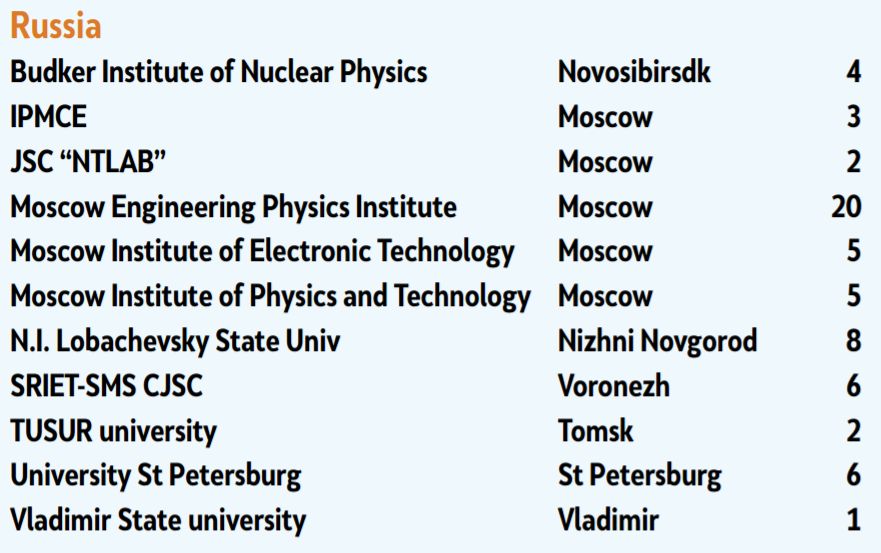 Russia
Budker Institute of Nuclear Physics Novosibirsdk 4
IPMCE Moscow 3
JSC “NTLAB” Moscow 2
Moscow Engineering Physics Institute Moscow 20
Moscow Institute of Electronic Technology Moscow 5
Moscow Institute of Physics and Technology Moscow 5
N.I. Lobachevsky State Univ Nizhni Novgorod 8
SRIET-SMS CJSC Voronezh 6
TUSUR university Tomsk 2
University St Petersburg St Petersburg 6
Vladimir State university Vladimir 1